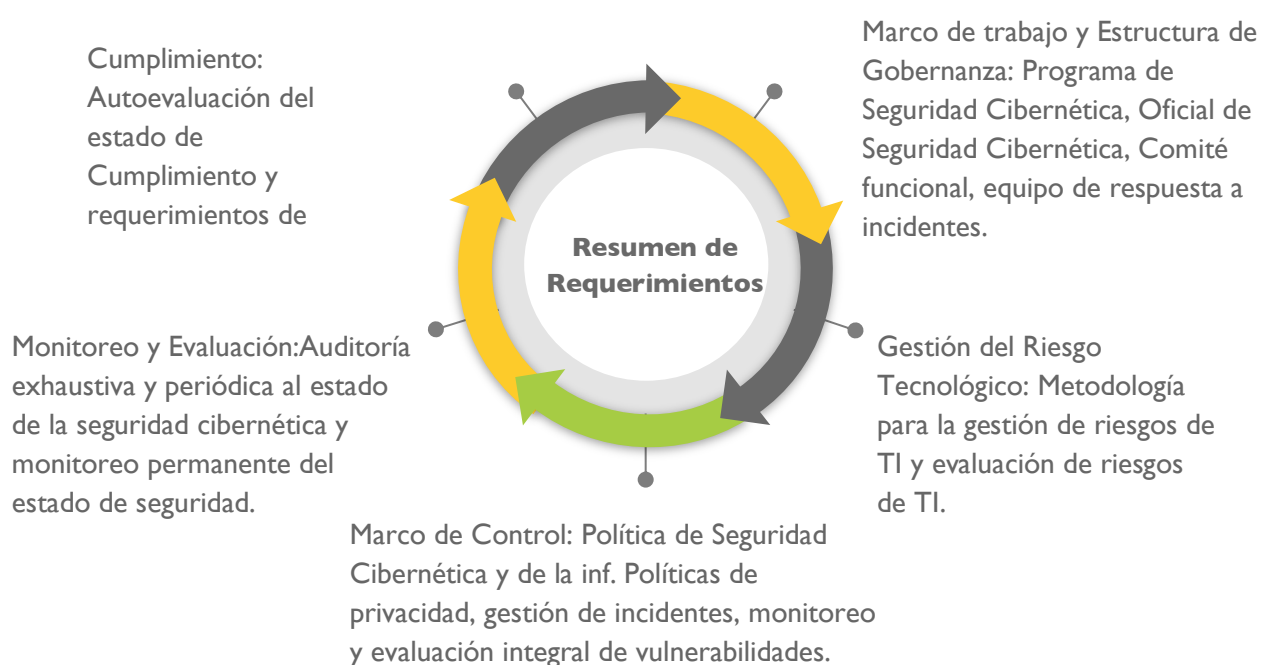 Cumplimiento:
Autoevaluación del
estado de
Cumplimiento y
requerimientos de
Marco de trabajo y Estructura de
Gobernanza: Programa de
Seguridad Cibernética, Oficial de
Seguridad Cibernética, Comité
funcional, equipo de respuesta a
incidentes.
Resumen de
Requerimientos
Monitoreo y Evaluación:Auditoría
exhaustiva y periódica al estado
de la seguridad cibernética y
monitoreo permanente del
estado de seguridad.
Gestión del Riesgo
Tecnológico: Metodología
para la gestión de riesgos de
TI y evaluación de riesgos
de TI.
Marco de Control: Política de Seguridad
Cibernética y de la inf. Políticas de
privacidad, gestión de incidentes, monitoreo
y evaluación integral de vulnerabilidades.